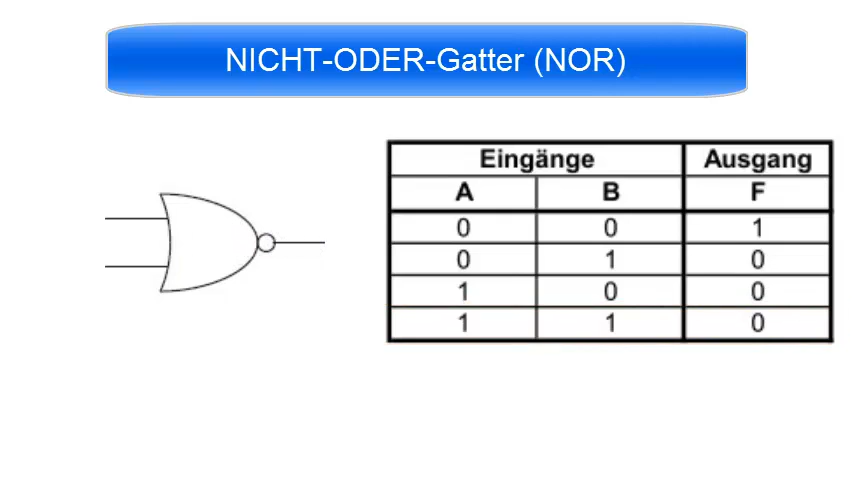 NICHT-ODER-Gatter (NOR)
Eingänge Ausgang
A B F
0 0 1
0 1 0
1 0 0
1 1 0